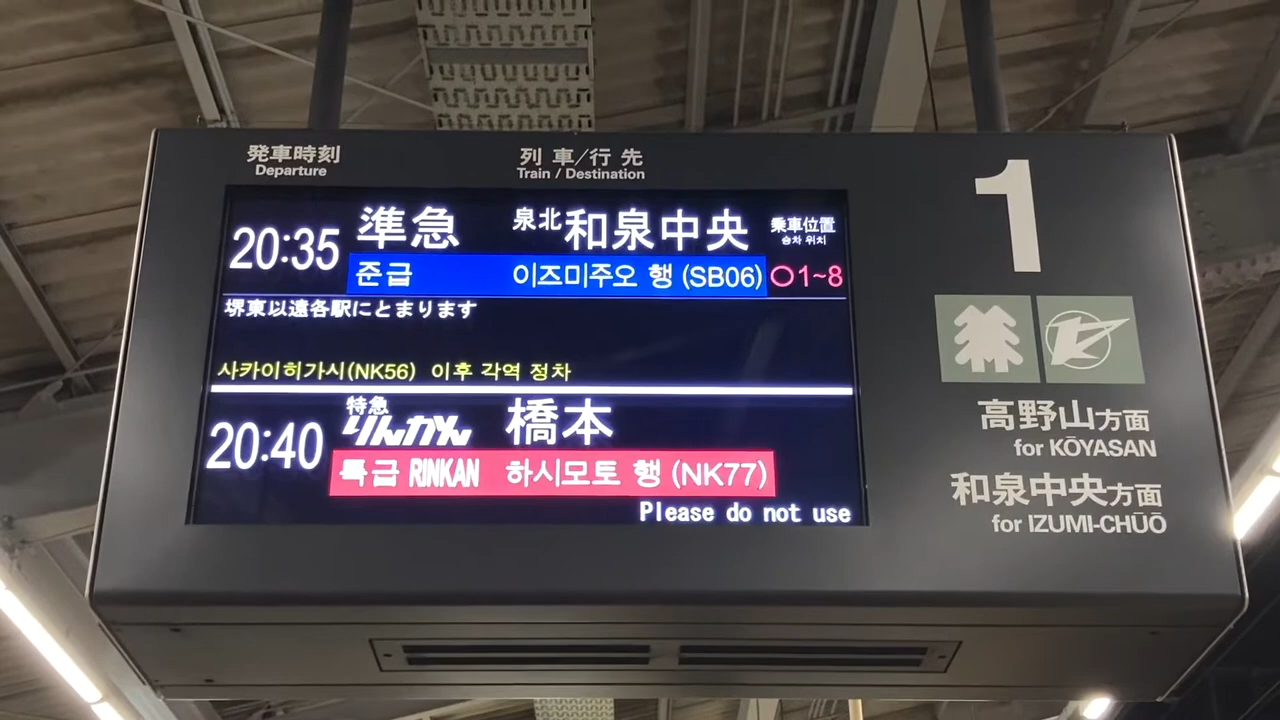 発車時刻
Departure
列車/行先
Train / Destination
20:35 準急 泉北和泉中央 乗車位置
승차 위치
준급 이즈미주오 행 (SB06) 〇1~8
堺東以遠各駅にとまります
사카이히가시(NK56) 이후 각역 정차
20:40 特急 りんかん 橋本
특급 RINKAN 하시모토 행 (NK77)
Please do not use
1
高野山方面
for KŌYASAN
和泉中央方面
for IZUMI-CHŪŌ